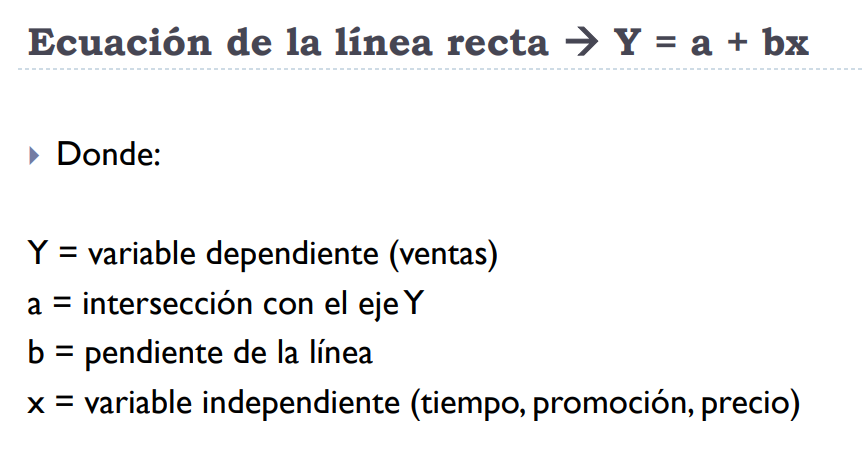 Ecuación de la línea recta → Y = a + bx
Donde:
Y = variable dependiente (ventas)
a = intersección con el eje Y
b = pendiente de la línea
x = variable independiente (tiempo, promoción, precio)